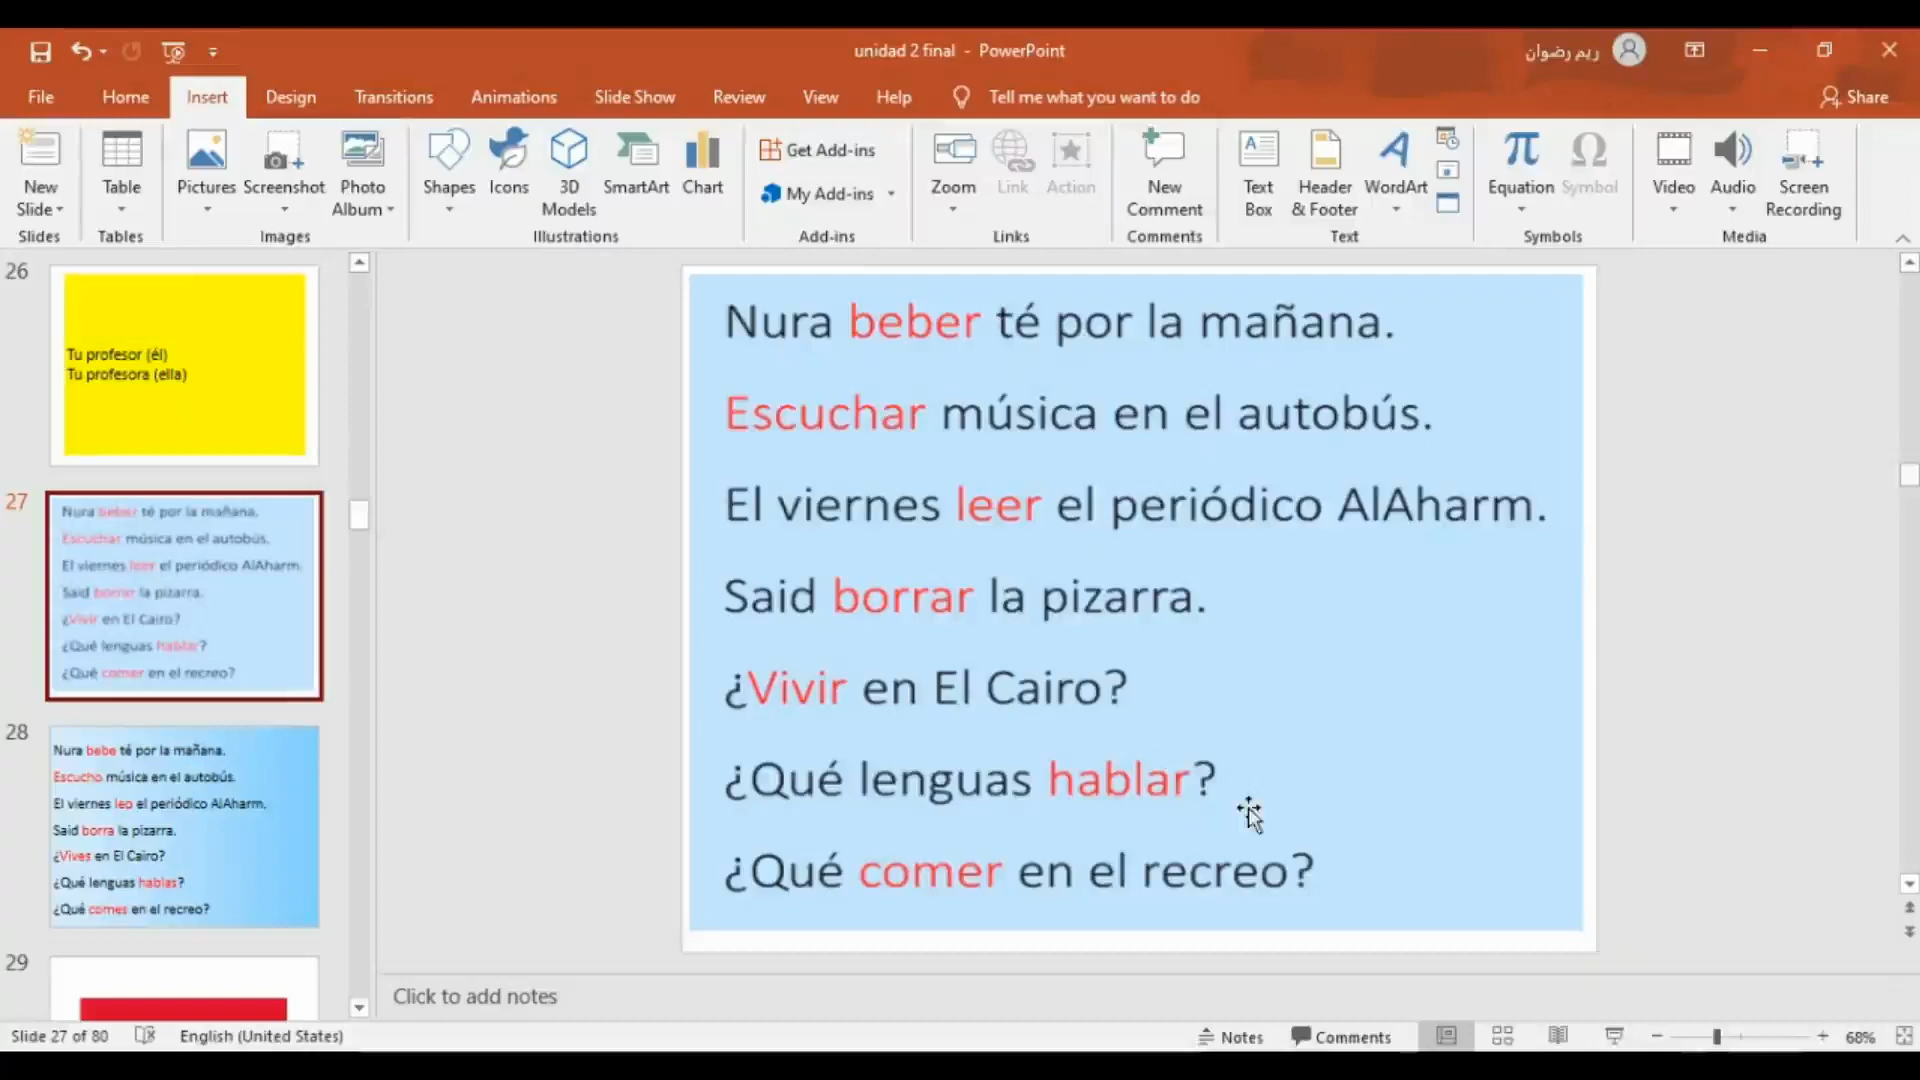 unidad 2 final - PowerPoint
ريم رضوان
File Home Insert Design Transitions Animations Slide Show Review View Help Tell me what you want to do Share
New Slide
Table
Pictures
Screenshot
Photo Album
Shapes
Icons
3D Models
SmartArt
Chart
Get Add-ins
My Add-ins
Zoom
Link
Action
New Comment
Text Box
Header & Footer
WordArt
Equation
Symbol
Video
Audio
Screen Recording
Slides Tables Images Illustrations Add-ins Links Comments Text Symbols Media
26
Tu profesor (él)
Tu profesora (ella)
27
Nura beber té por la mañana.
Escuchar música en el autobús.
El viernes leer el periódico AlAharm.
Said borrar la pizarra.
¿Vivir en El Cairo?
¿Qué lenguas hablar?
¿Qué comer en el recreo?
28
Nura bebe té por la mañana.
Escucho música en el autobús.
El viernes leo el periódico AlAharm.
Said borra la pizarra.
¿Vives en El Cairo?
¿Qué lenguas hablas?
¿Qué comes en el recreo?
29
Nura beber té por la mañana.
Escuchar música en el autobús.
El viernes leer el periódico AlAharm.
Said borrar la pizarra.
¿Vivir en El Cairo?
¿Qué lenguas hablar?
¿Qué comer en el recreo?
Click to add notes
Slide 27 of 80 English (United States) Notes Comments 68%